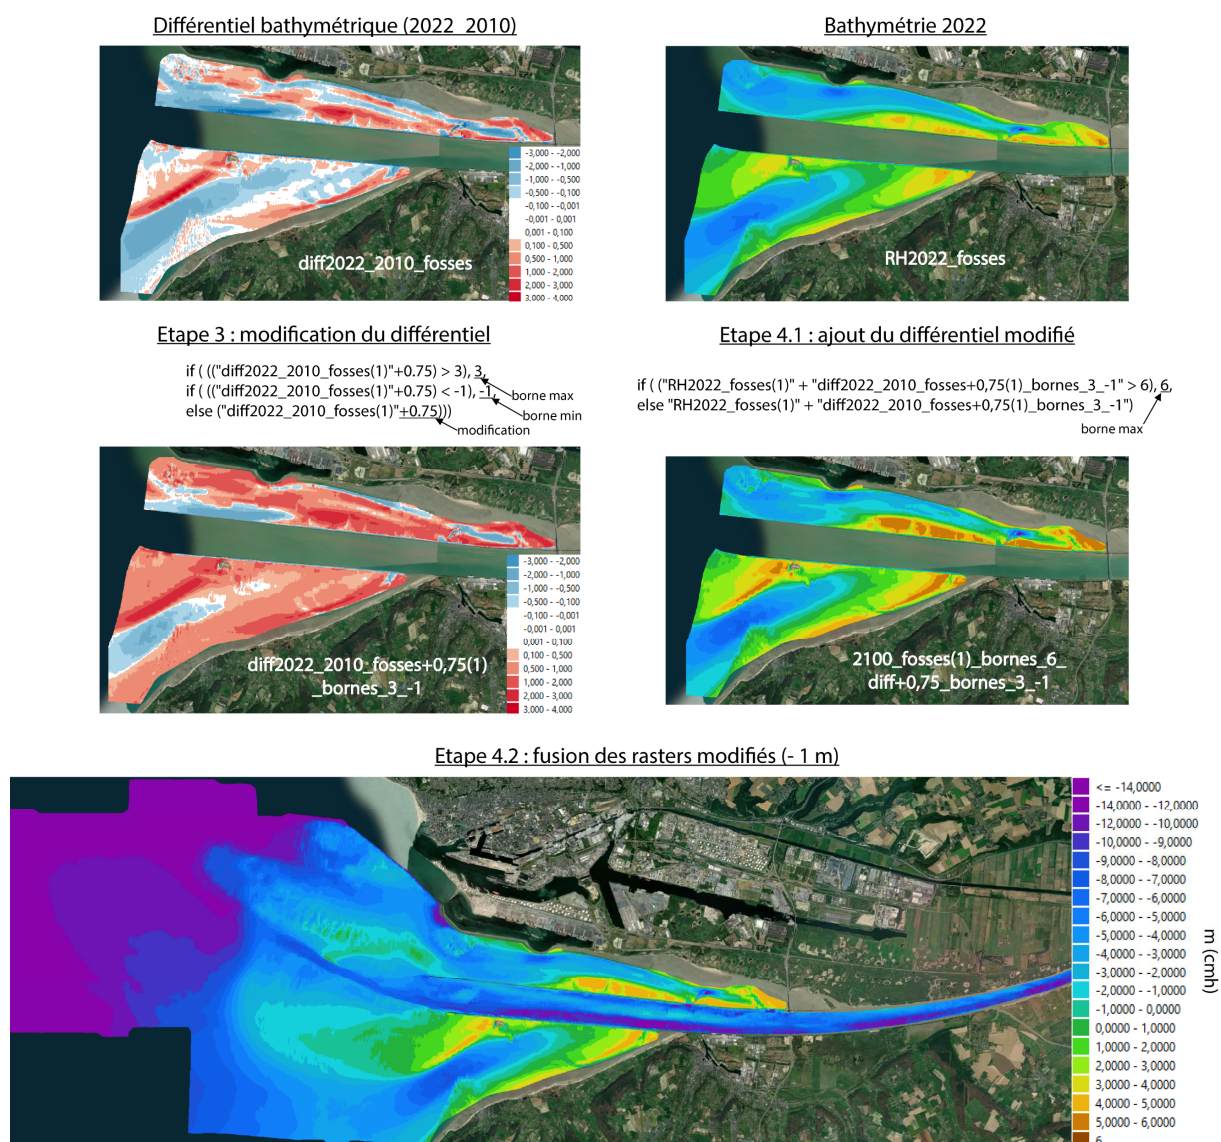 Différentiel bathymétrique (2022_2010)
Bathymétrie 2022
-3,000 - -2,000
-2,000 - -1,000
-1,000 - -0,500
-0,500 - -0,100
-0,100 - -0,001
-0,001 - 0,001
0,001 - 0,100
0,100 - 0,500
0,500 - 1,000
1,000 - 2,000
2,000 - 3,000
3,000 - 4,000
diff2022_2010_fosses
RH2022_fosses
Etape 3 : modification du différentiel
if ( (("diff2022_2010_fosses(1)"+0.75) > 3), 3,
if ( (("diff2022_2010_fosses(1)"+0.75) < -1), -1,
else ("diff2022_2010_fosses(1)"+0.75)))
borne max
borne min
modification
Etape 4.1 : ajout du différentiel modifié
if ( ("RH2022_fosses(1)" + "diff2022_2010_fosses+0,75(1)_bornes_3_-1" > 6), 6,
else "RH2022_fosses(1)" + "diff2022_2010_fosses+0,75(1)_bornes_3_-1")
borne max
-3,000 - -2,000
-2,000 - -1,000
-1,000 - -0,500
-0,500 - -0,100
-0,100 - -0,001
-0,001 - 0,001
0,001 - 0,100
0,100 - 0,500
0,500 - 1,000
1,000 - 2,000
2,000 - 3,000
3,000 - 4,000
diff2022_2010_fosses+0,75(1)
_bornes_3_-1
2100_fosses(1)_bornes_6_
diff+0,75_bornes_3_-1
Etape 4.2 : fusion des rasters modifiés (- 1 m)
<= -14,0000
-14,0000 - -12,0000
-12,0000 - -10,0000
-10,0000 - -9,0000
-9,0000 - -8,0000
-8,0000 - -7,0000
-7,0000 - -6,0000
-6,0000 - -5,0000
-5,0000 - -4,0000
-4,0000 - -3,0000
-3,0000 - -2,0000
-2,0000 - -1,0000
-1,0000 - 0,0000
0,0000 - 1,0000
1,0000 - 2,0000
2,0000 - 3,0000
3,0000 - 4,0000
4,0000 - 5,0000
5,0000 - 6,0000
6
m (cmh)